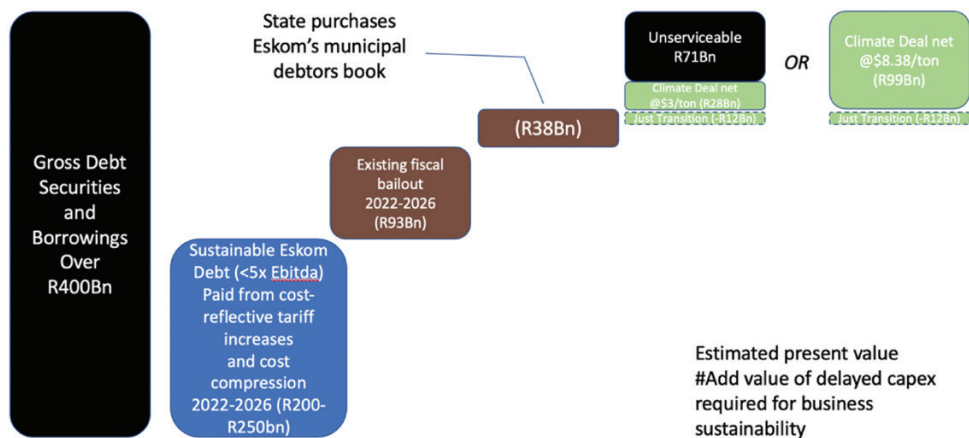 Gross Debt
Securities
and
Borrowings
Over
R400Bn
Sustainable Eskom
Debt (<5x Ebitda)
Paid from cost-
reflective tariff
increases
and cost
compression
2022-2026 (R200-
R250bn)
Existing fiscal
bailout
2022-2026
(R93Bn)
State purchases
Eskom's municipal
debtors book
(R38Bn)
Unserviceable
R71Bn
Climate Deal net
@$3/ton (R28Bn)
Just Transition (-R12Bn)
OR
Climate Deal net
@$8.38/ton
(R99Bn)
Just Transition (-R12Bn)
Estimated present value
#Add value of delayed capex
required for business
sustainability